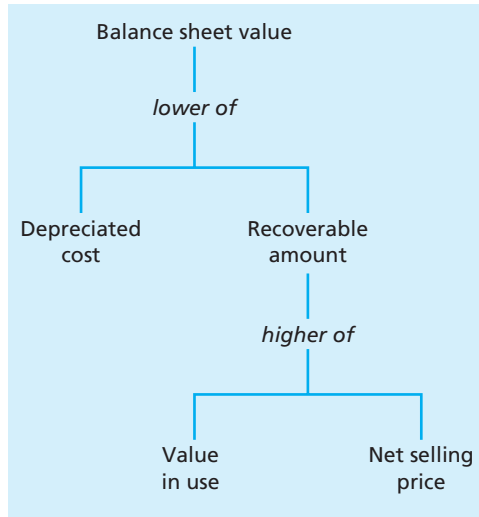 Balance sheet value
lower of
Depreciated
cost
Recoverable
amount
higher of
Value
in use
Net selling
price